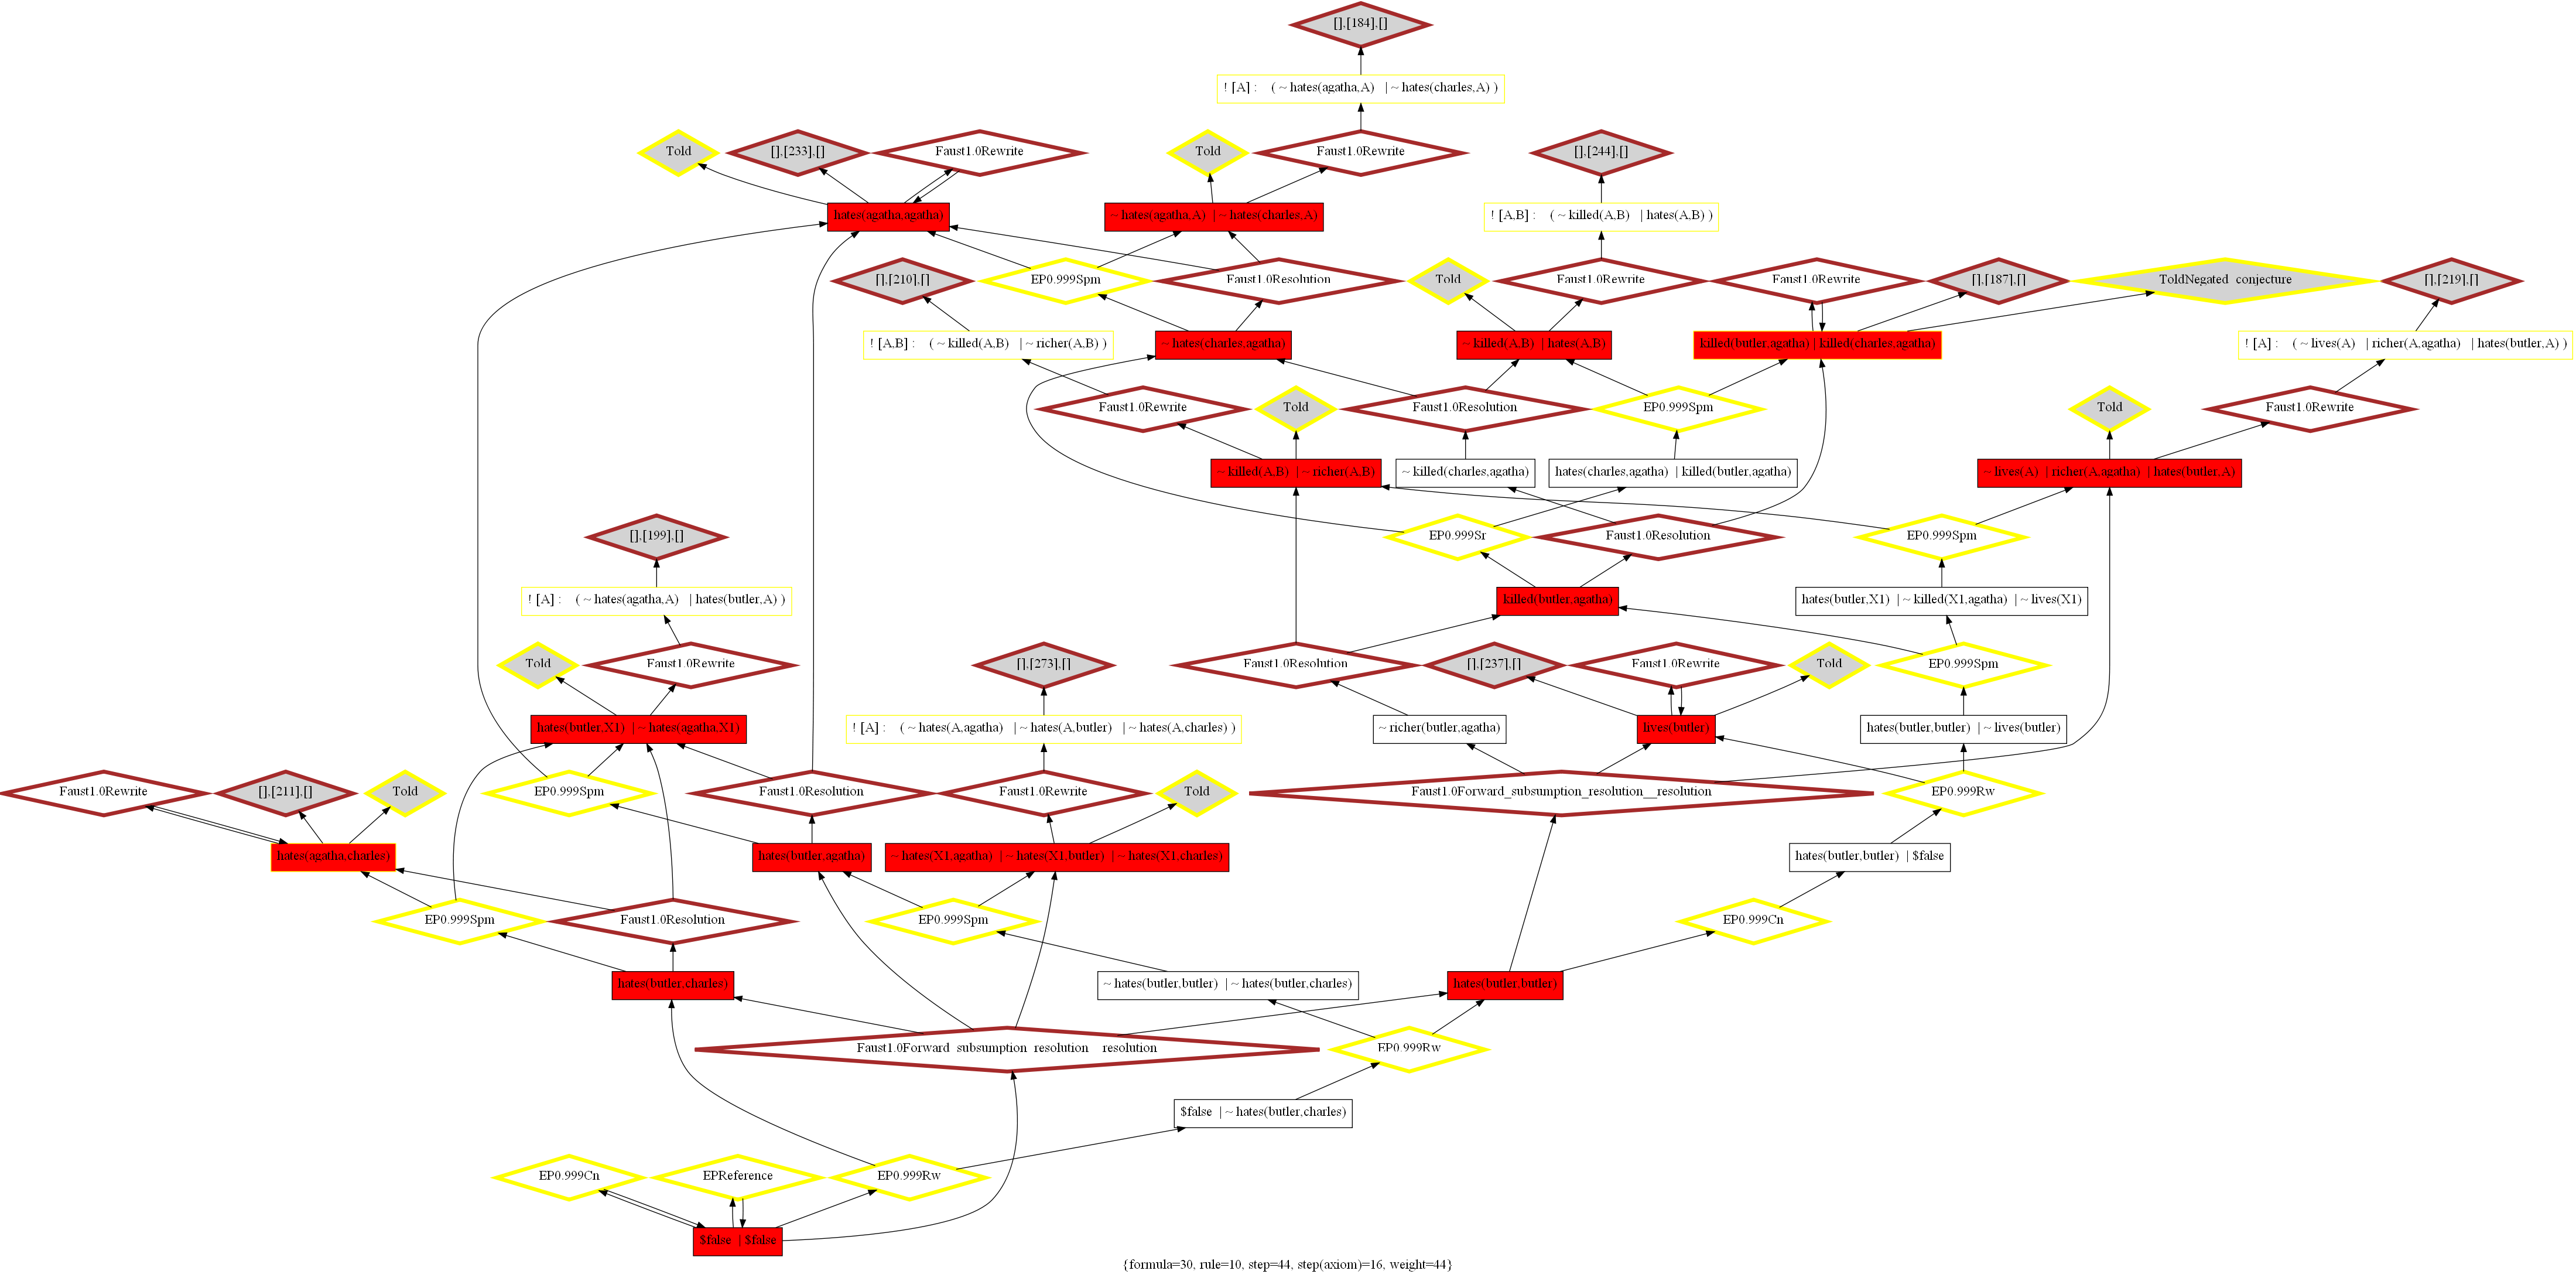 [],[184],[]
! [A] : ( ~ hates(agatha,A) | ~ hates(charles,A) )
Told
[],[233],[]
Faust1.0Rewrite
Told
Faust1.0Rewrite
[],[244],[]
hates(agatha,agatha)
~ hates(agatha,A) | ~ hates(charles,A)
! [A,B] : ( ~ killed(A,B) | hates(A,B) )
[],[210],[]
EP0.999Spm
Faust1.0Resolution
Told
Faust1.0Rewrite
Faust1.0Rewrite
[],[187],[]
ToldNegated_conjecture
[],[219],[]
! [A,B] : ( ~ killed(A,B) | ~ richer(A,B) )
~ hates(charles,agatha)
~ killed(A,B) | hates(A,B)
killed(butler,agatha) | killed(charles,agatha)
! [A] : ( ~ lives(A) | richer(A,agatha) | hates(butler,A) )
Faust1.0Rewrite
Told
Faust1.0Resolution
EP0.999Spm
Told
Faust1.0Rewrite
~ killed(A,B) | ~ richer(A,B)
~ killed(charles,agatha)
hates(charles,agatha) | killed(butler,agatha)
~ lives(A) | richer(A,agatha) | hates(butler,A)
[],[199],[]
EP0.999Sr
Faust1.0Resolution
EP0.999Spm
! [A] : ( ~ hates(agatha,A) | hates(butler,A) )
killed(butler,agatha)
hates(butler,X1) | ~ killed(X1,agatha) | ~ lives(X1)
Told
Faust1.0Rewrite
[],[273],[]
Faust1.0Resolution
[],[237],[]
Faust1.0Rewrite
Told
EP0.999Spm
hates(butler,X1) | ~ hates(agatha,X1)
! [A] : ( ~ hates(A,agatha) | ~ hates(A,butler) | ~ hates(A,charles) )
~ richer(butler,agatha)
lives(butler)
hates(butler,butler) | ~ lives(butler)
Faust1.0Rewrite
[],[211],[]
Told
EP0.999Spm
Faust1.0Resolution
Faust1.0Rewrite
Told
Faust1.0Forward_subsumption_resolution__resolution
EP0.999Rw
hates(agatha,charles)
hates(butler,agatha)
~ hates(X1,agatha) | ~ hates(X1,butler) | ~ hates(X1,charles)
hates(butler,butler) | $false
EP0.999Spm
Faust1.0Resolution
EP0.999Spm
EP0.999Cn
hates(butler,charles)
~ hates(butler,butler) | ~ hates(butler,charles)
hates(butler,butler)
Faust1.0Forward_subsumption_resolution__resolution
EP0.999Rw
$false | ~ hates(butler,charles)
EP0.999Cn
EPReference
EP0.999Rw
$false | $false
{formula=30, rule=10, step=44, step(axiom)=16, weight=44}